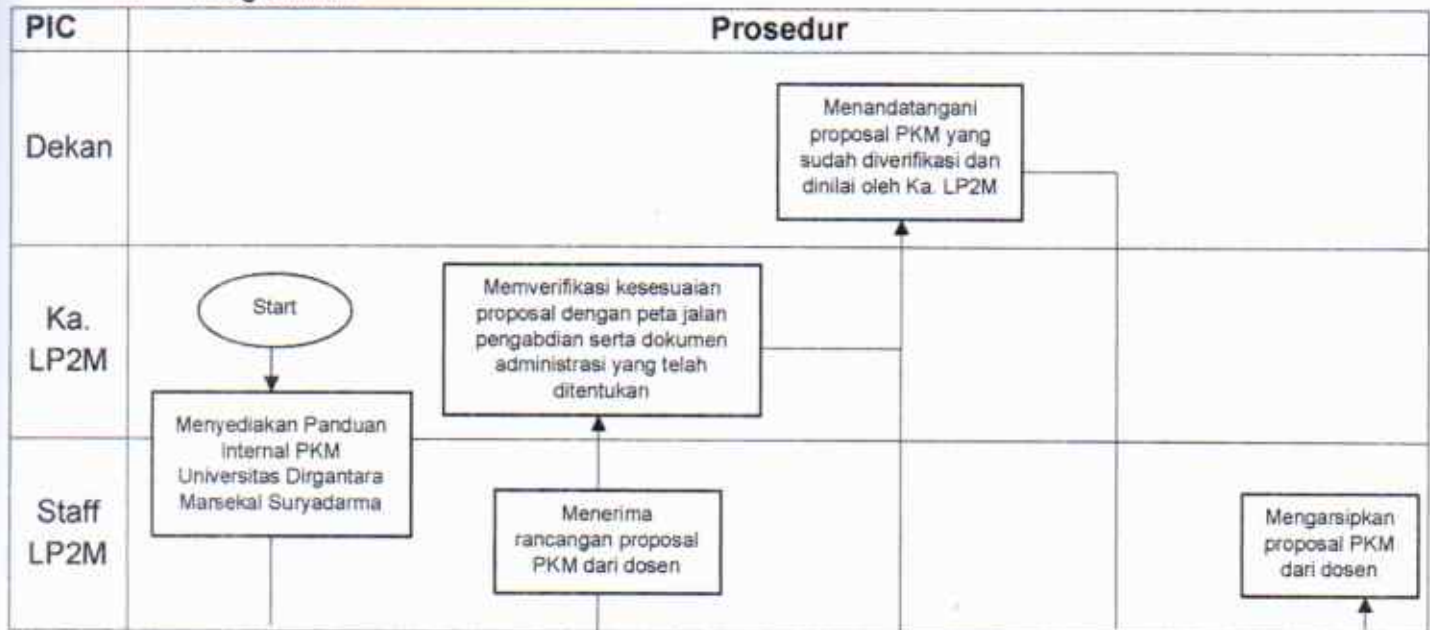 PIC
Prosedur
Dekan
Menandatangani
proposal PKM yang
sudah diverifikasi dan
dinilai oleh Ka. LP2M
Ka.
LP2M
Start
Memverifikasi kesesuaian
proposal dengan peta jalan
pengabdian serta dokumen
administrasi yang telah
ditentukan
Menyediakan Panduan
Internal PKM
Universitas Dirgantara
Marsekal Suryadarma
Staff
LP2M
Menerima
rancangan proposal
PKM dari dosen
Mengarsipkan
proposal PKM
dari dosen